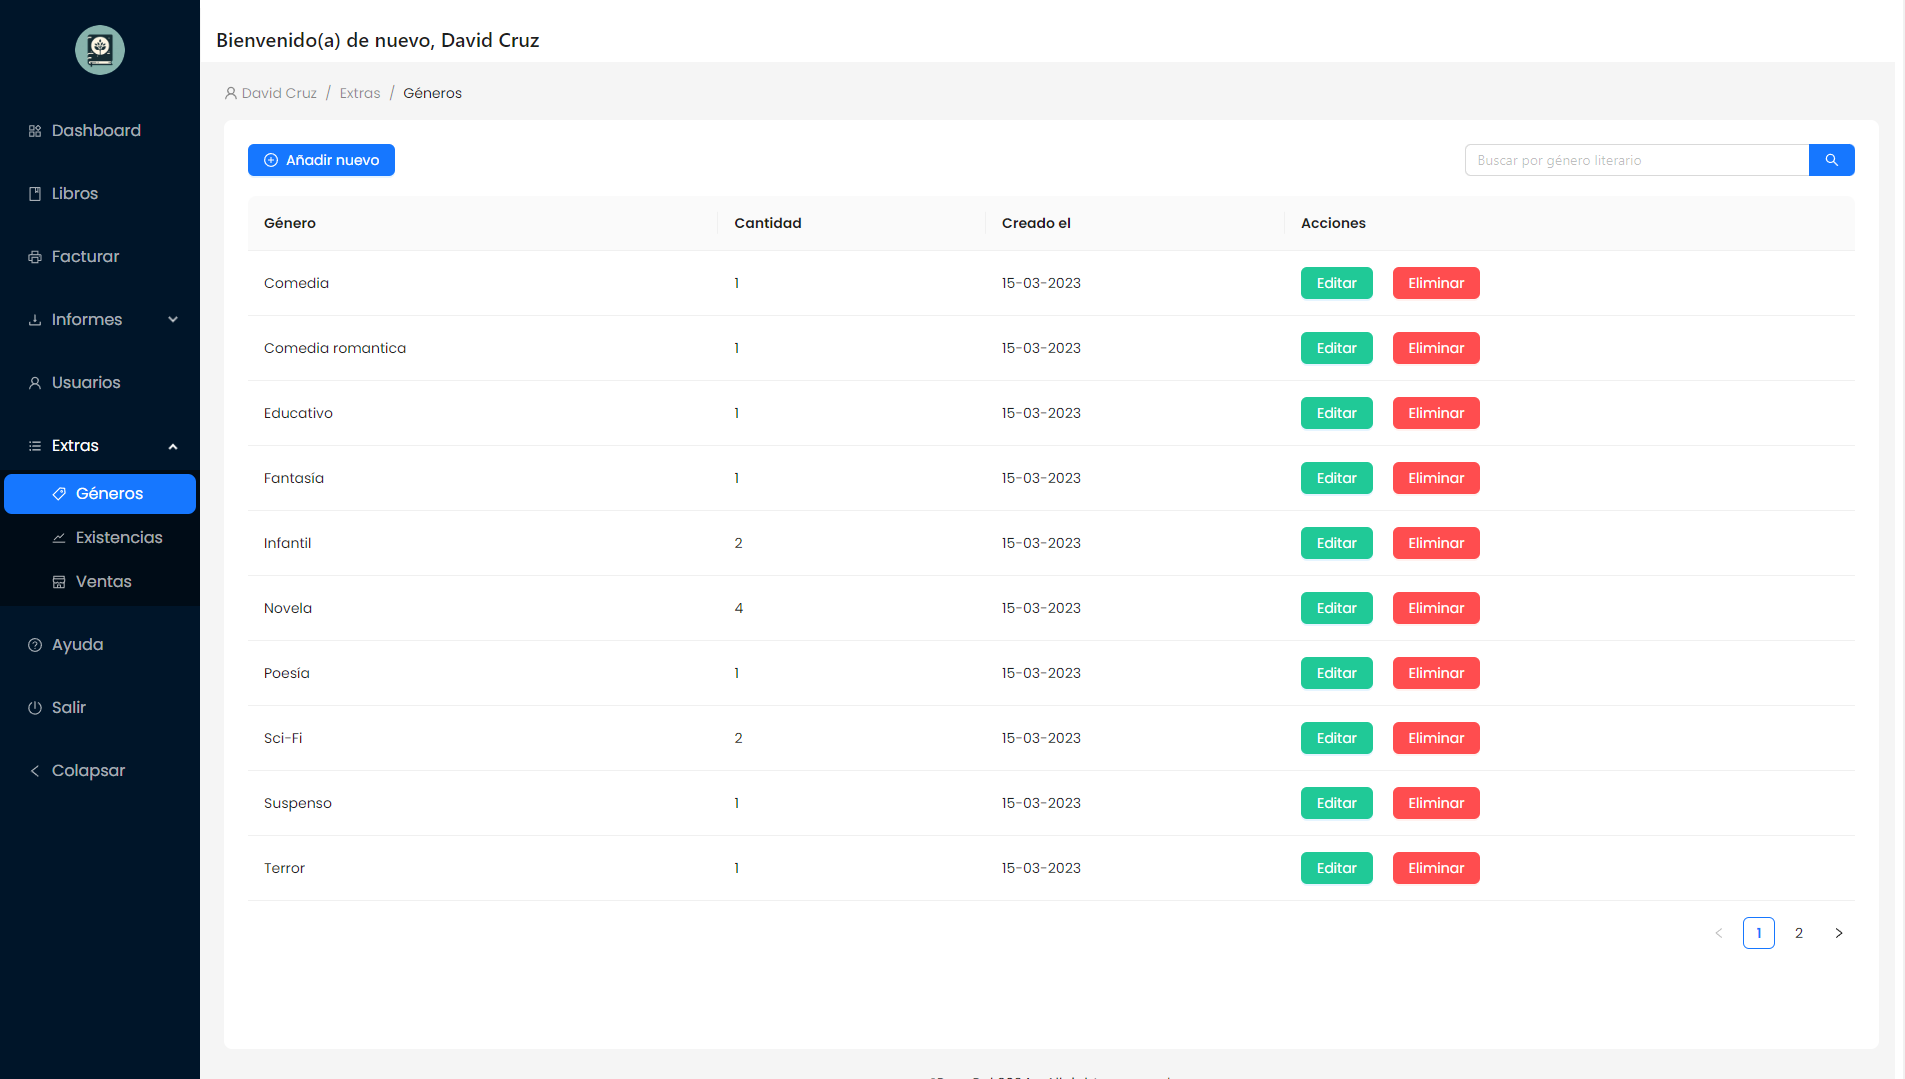 Bienvenido(a) de nuevo, David Cruz
David Cruz / Extras / Géneros
Dashboard
Libros
Facturar
Informes
Usuarios
Extras
Géneros
Existencias
Ventas
Ayuda
Salir
Colapsar
Añadir nuevo
Buscar por género literario
Género Cantidad Creado el Acciones
Comedia 1 15-03-2023 Editar Eliminar
Comedia romantica 1 15-03-2023 Editar Eliminar
Educativo 1 15-03-2023 Editar Eliminar
Fantasía 1 15-03-2023 Editar Eliminar
Infantil 2 15-03-2023 Editar Eliminar
Novela 4 15-03-2023 Editar Eliminar
Poesía 1 15-03-2023 Editar Eliminar
Sci-Fi 2 15-03-2023 Editar Eliminar
Suspenso 1 15-03-2023 Editar Eliminar
Terror 1 15-03-2023 Editar Eliminar
< 1 2 >